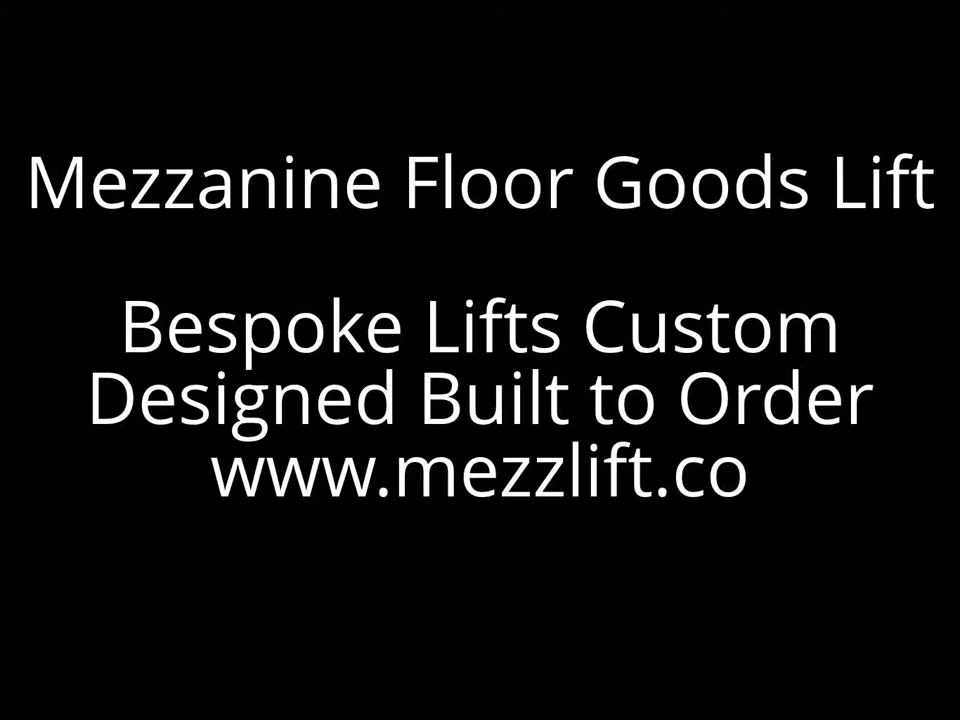 Mezzanine Floor Goods Lift
Bespoke Lifts Custom
Designed Built to Order
www.mezzlift.co